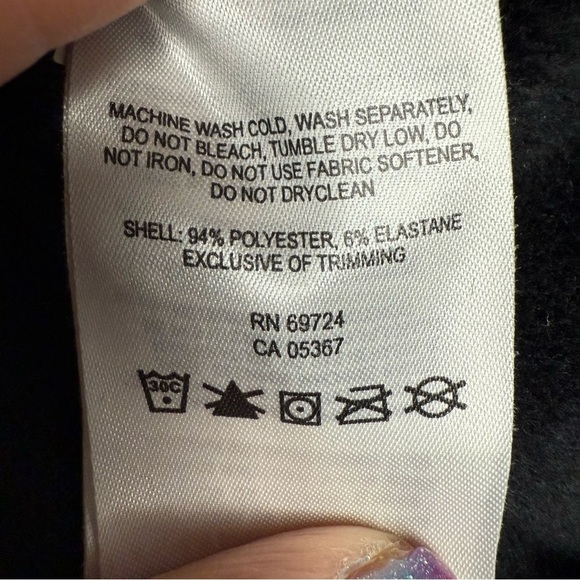 MACHINE WASH COLD, WASH SEPARATELY,
DO NOT BLEACH, TUMBLE DRY LOW, DO
NOT IRON, DO NOT USE FABRIC SOFTENER,
DO NOT DRYCLEAN
SHELL: 94% POLYESTER, 6% ELASTANE
EXCLUSIVE OF TRIMMING
RN 69724
CA 05367
30C